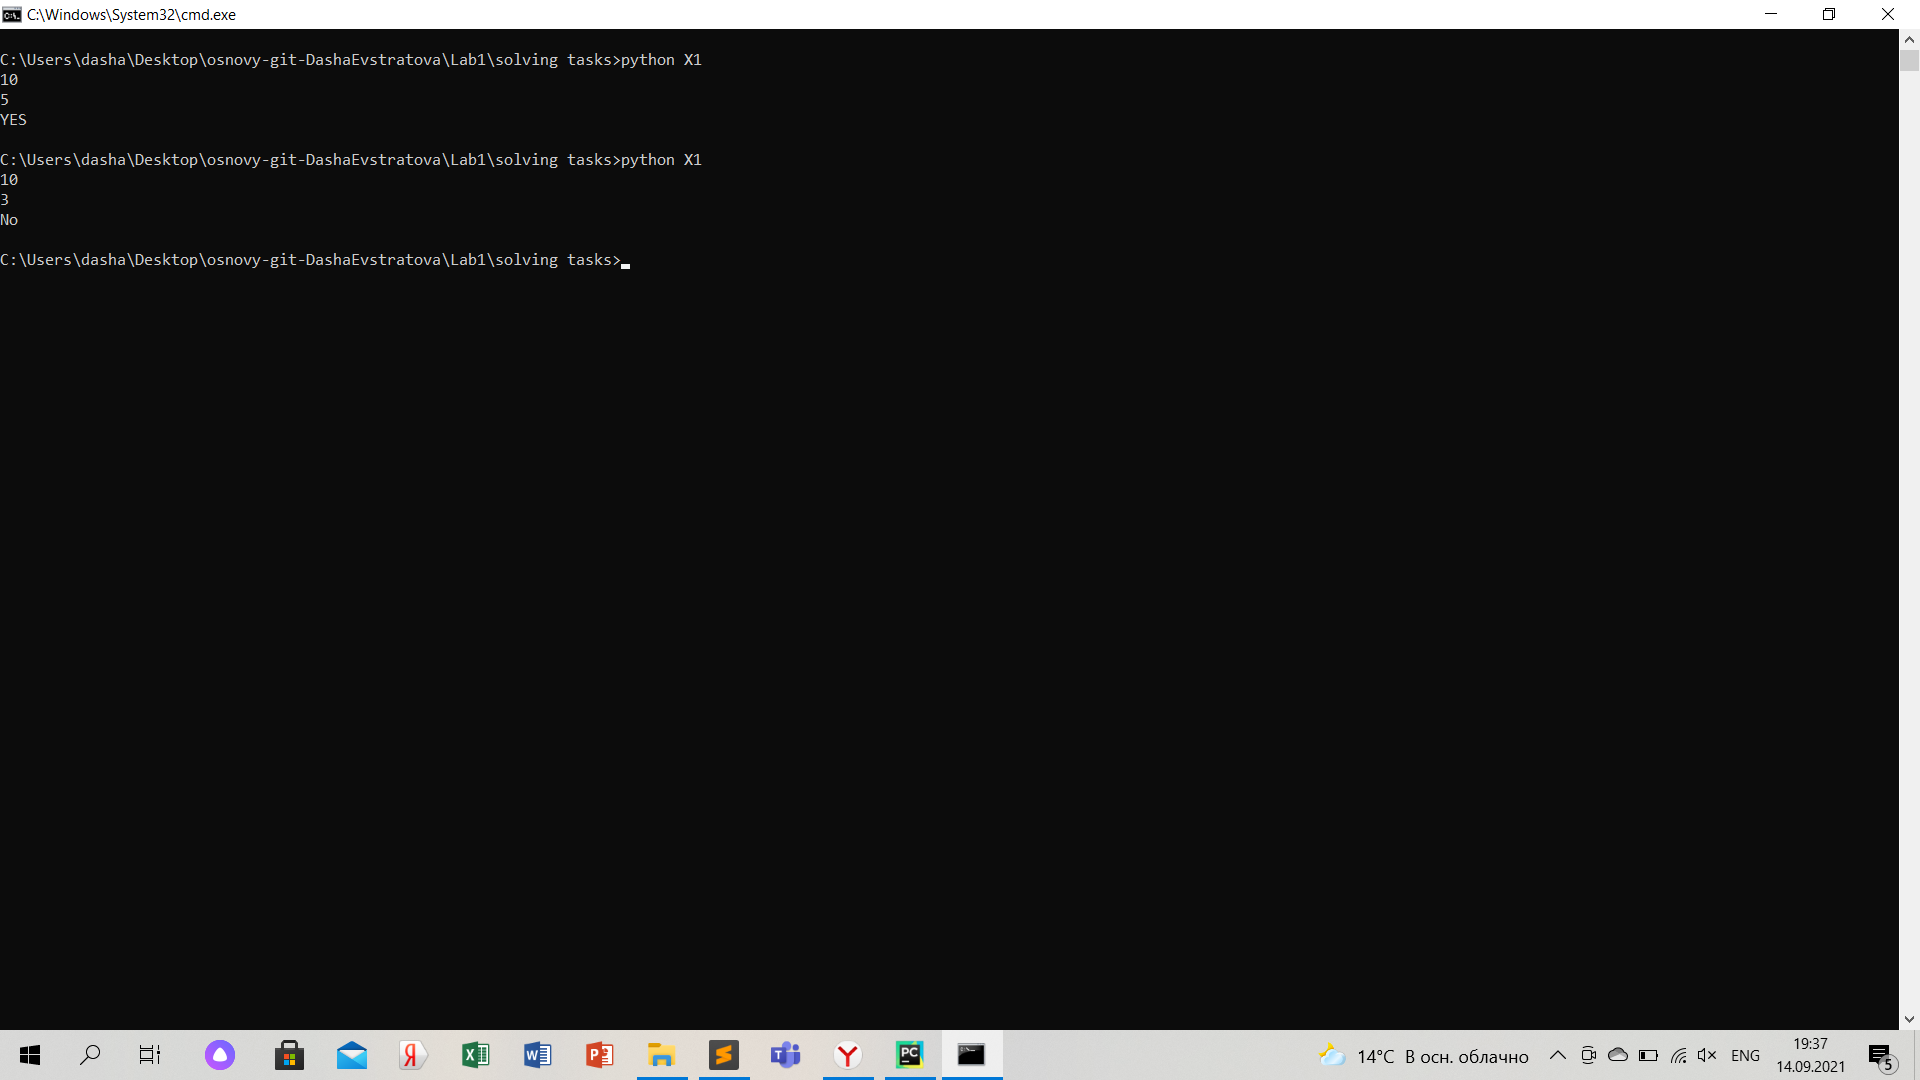 C:\Windows\System32\cmd.exe
C:\Users\dasha\Desktop\osnovy-git-DashaEvstratova\Lab1\solving tasks>python X1
10
5
YES
C:\Users\dasha\Desktop\osnovy-git-DashaEvstratova\Lab1\solving tasks>python X1
10
3
No
C:\Users\dasha\Desktop\osnovy-git-DashaEvstratova\Lab1\solving tasks>
14°C В осн. облачно
ENG
19:37
14.09.2021
5